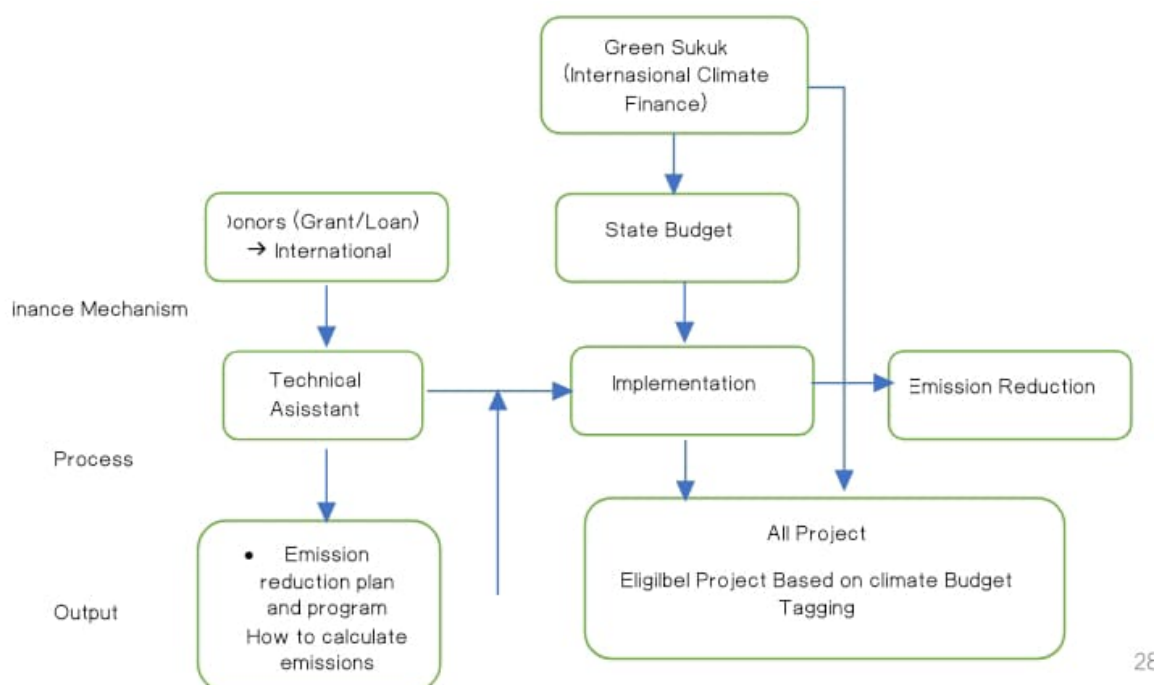 Green Sukuk
(Internasional Climate
Finance)
onors (Grant/Loan)
→ International
State Budget
inance Mechanism
Technical
Asisstant
Implementation
Emission Reduction
Process
• Emission
reduction plan
and program
How to calculate
emissions
All Project
Eligilbel Project Based on climate Budget
Tagging
Output
28